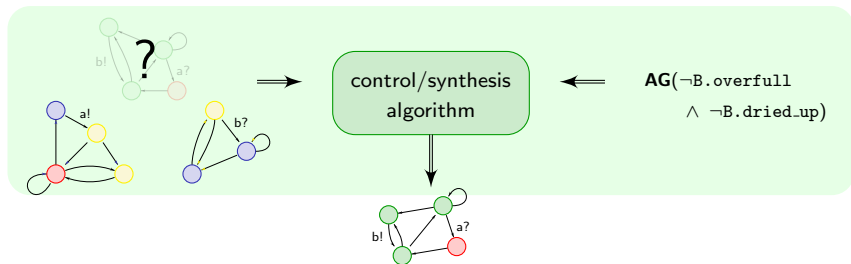 b!
?
a?
a!
b?
control/synthesis
algorithm
AG(¬B.overfull
∧ ¬B.dried_up)
b!
a?